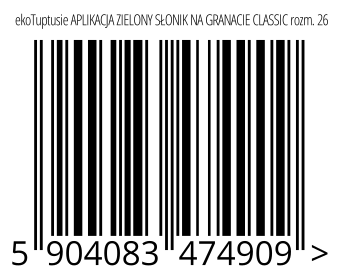 ekoTuptusie APLIKACJA ZIELONY SŁONIK NA GRANACIE CLASSIC rozm. 26
5 904083 474909 >